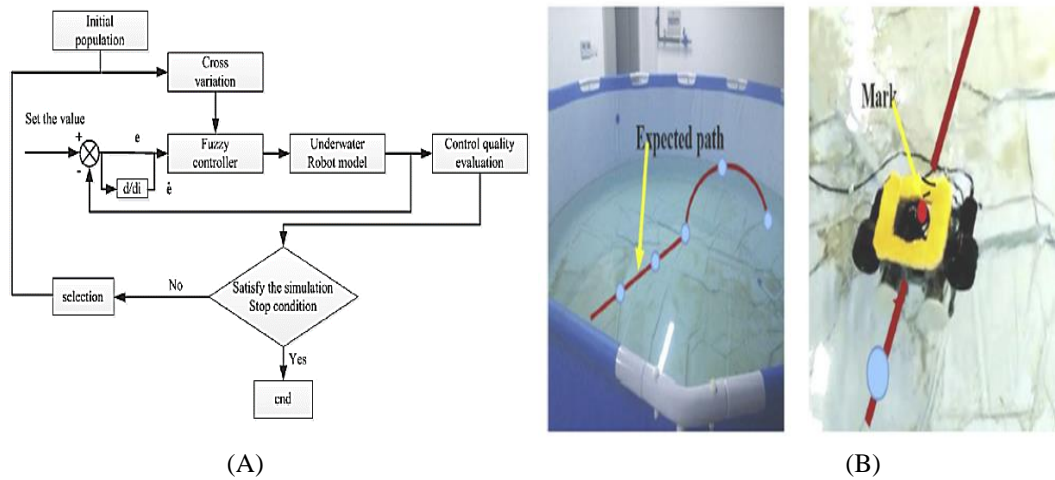 Initial
population
Cross
variation
Set the value
+
e
-
Fuzzy
controller
Underwater
Robot model
Control quality
evaluation
d/di
ė
Satisfy the simulation
Stop condition
No
selection
Yes
end
Expected path
Mark
(A)
(B)